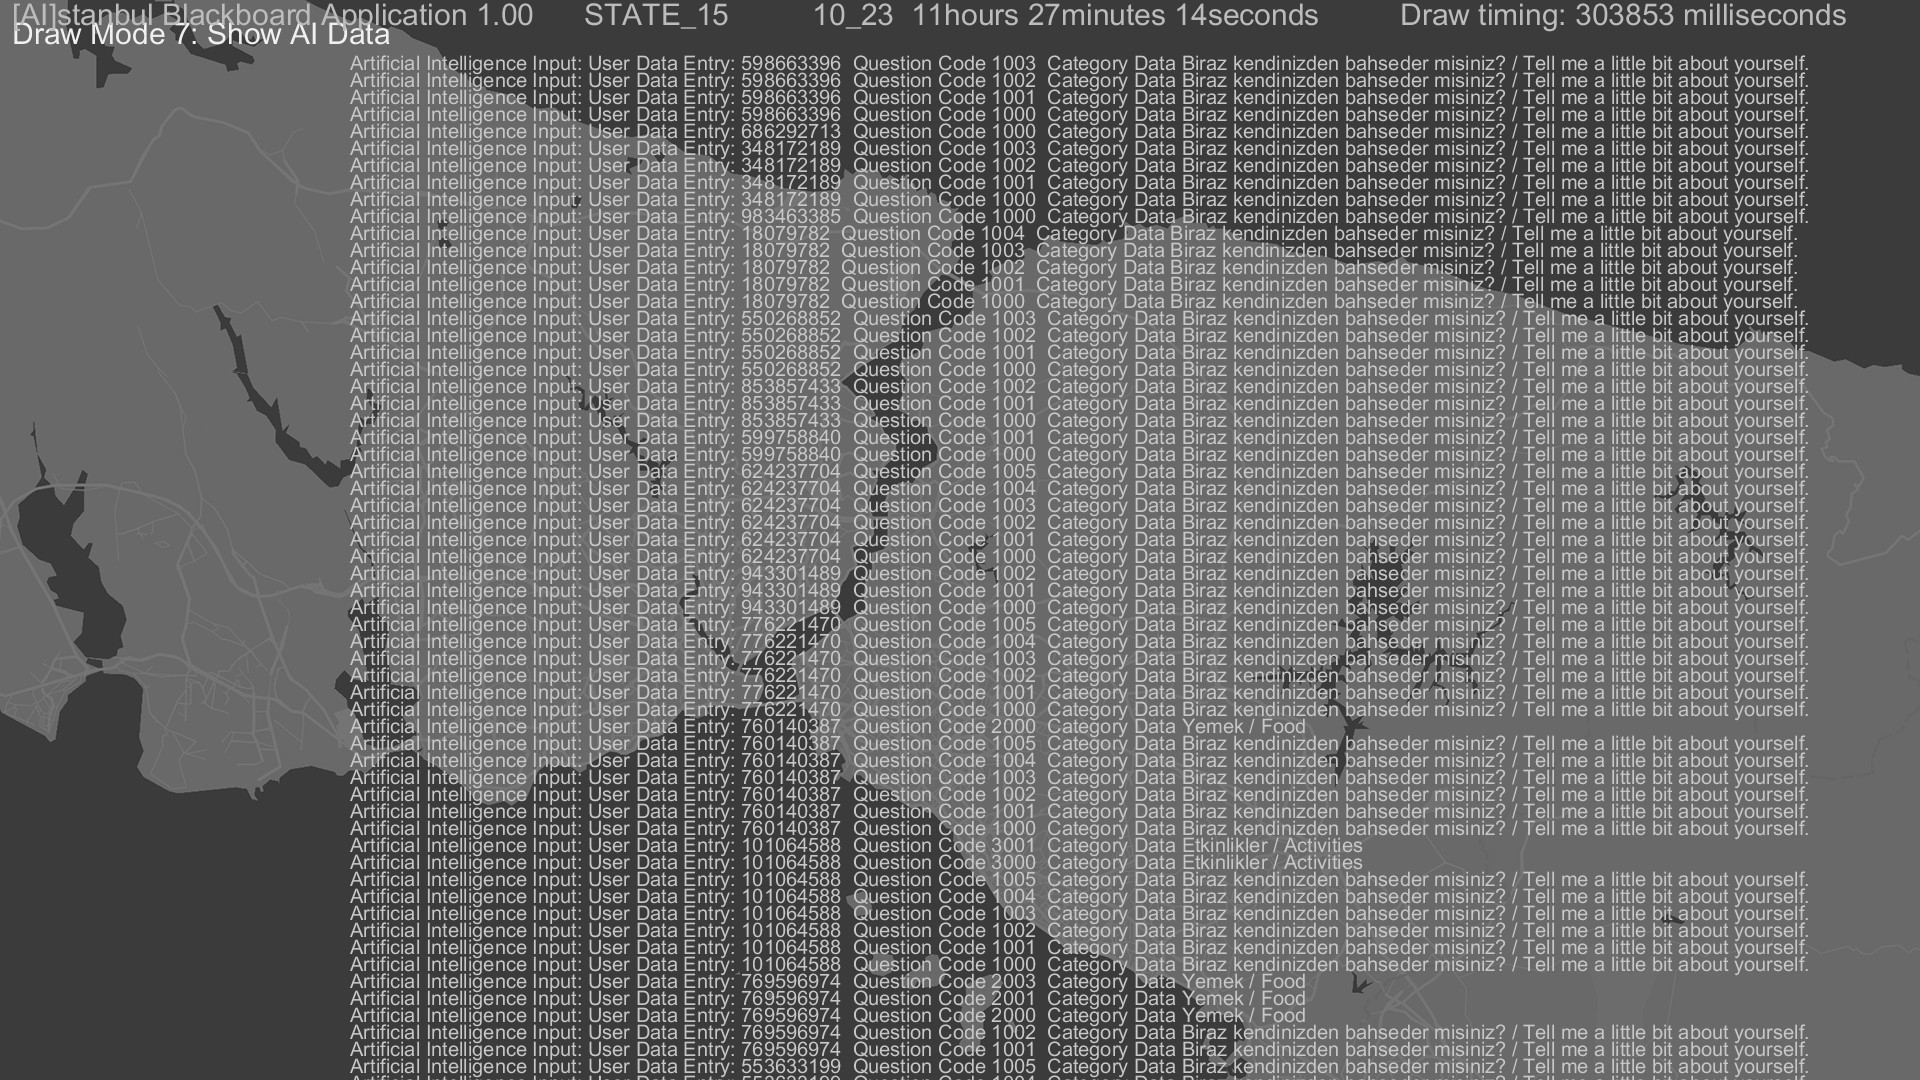 [AI]stanbul Blackboard Application 1.00 STATE_15 10_23 11hours 27minutes 14seconds Draw timing: 303853 milliseconds
Draw Mode 7: Show AI Data
Artificial Intelligence Input: User Data Entry: 598663396 Question Code 1003 Category Data Biraz kendinizden bahseder misiniz? / Tell me a little bit about yourself.
Artificial Intelligence Input: User Data Entry: 598663396 Question Code 1002 Category Data Biraz kendinizden bahseder misiniz? / Tell me a little bit about yourself.
Artificial Intelligence Input: User Data Entry: 598663396 Question Code 1001 Category Data Biraz kendinizden bahseder misiniz? / Tell me a little bit about yourself.
Artificial Intelligence Input: User Data Entry: 598663396 Question Code 1000 Category Data Biraz kendinizden bahseder misiniz? / Tell me a little bit about yourself.
Artificial Intelligence Input: User Data Entry: 686292713 Question Code 1000 Category Data Biraz kendinizden bahseder misiniz? / Tell me a little bit about yourself.
Artificial Intelligence Input: User Data Entry: 348172189 Question Code 1003 Category Data Biraz kendinizden bahseder misiniz? / Tell me a little bit about yourself.
Artificial Intelligence Input: User Data Entry: 348172189 Question Code 1002 Category Data Biraz kendinizden bahseder misiniz? / Tell me a little bit about yourself.
Artificial Intelligence Input: User Data Entry: 348172189 Question Code 1001 Category Data Biraz kendinizden bahseder misiniz? / Tell me a little bit about yourself.
Artificial Intelligence Input: User Data Entry: 348172189 Question Code 1000 Category Data Biraz kendinizden bahseder misiniz? / Tell me a little bit about yourself.
Artificial Intelligence Input: User Data Entry: 983463385 Question Code 1000 Category Data Biraz kendinizden bahseder misiniz? / Tell me a little bit about yourself.
Artificial Intelligence Input: User Data Entry: 18079782 Question Code 1004 Category Data Biraz kendinizden bahseder misiniz? / Tell me a little bit about yourself.
Artificial Intelligence Input: User Data Entry: 18079782 Question Code 1003 Category Data Biraz kendinizden bahseder misiniz? / Tell me a little bit about yourself.
Artificial Intelligence Input: User Data Entry: 18079782 Question Code 1002 Category Data Biraz kendinizden bahseder misiniz? / Tell me a little bit about yourself.
Artificial Intelligence Input: User Data Entry: 18079782 Question Code 1001 Category Data Biraz kendinizden bahseder misiniz? / Tell me a little bit about yourself.
Artificial Intelligence Input: User Data Entry: 18079782 Question Code 1000 Category Data Biraz kendinizden bahseder misiniz? / Tell me a little bit about yourself.
Artificial Intelligence Input: User Data Entry: 550268852 Question Code 1003 Category Data Biraz kendinizden bahseder misiniz? / Tell me a little bit about yourself.
Artificial Intelligence Input: User Data Entry: 550268852 Question Code 1002 Category Data Biraz kendinizden bahseder misiniz? / Tell me a little bit about yourself.
Artificial Intelligence Input: User Data Entry: 550268852 Question Code 1001 Category Data Biraz kendinizden bahseder misiniz? / Tell me a little bit about yourself.
Artificial Intelligence Input: User Data Entry: 550268852 Question Code 1000 Category Data Biraz kendinizden bahseder misiniz? / Tell me a little bit about yourself.
Artificial Intelligence Input: User Data Entry: 853857433 Question Code 1002 Category Data Biraz kendinizden bahseder misiniz? / Tell me a little bit about yourself.
Artificial Intelligence Input: User Data Entry: 853857433 Question Code 1001 Category Data Biraz kendinizden bahseder misiniz? / Tell me a little bit about yourself.
Artificial Intelligence Input: User Data Entry: 853857433 Question Code 1000 Category Data Biraz kendinizden bahseder misiniz? / Tell me a little bit about yourself.
Artificial Intelligence Input: User Data Entry: 599758840 Question Code 1001 Category Data Biraz kendinizden bahseder misiniz? / Tell me a little bit about yourself.
Artificial Intelligence Input: User Data Entry: 599758840 Question Code 1000 Category Data Biraz kendinizden bahseder misiniz? / Tell me a little bit about yourself.
Artificial Intelligence Input: User Data Entry: 624237704 Question Code 1005 Category Data Biraz kendinizden bahseder misiniz? / Tell me a little bit about yourself.
Artificial Intelligence Input: User Data Entry: 624237704 Question Code 1004 Category Data Biraz kendinizden bahseder misiniz? / Tell me a little bit about yourself.
Artificial Intelligence Input: User Data Entry: 624237704 Question Code 1003 Category Data Biraz kendinizden bahseder misiniz? / Tell me a little bit about yourself.
Artificial Intelligence Input: User Data Entry: 624237704 Question Code 1002 Category Data Biraz kendinizden bahseder misiniz? / Tell me a little bit about yourself.
Artificial Intelligence Input: User Data Entry: 624237704 Question Code 1001 Category Data Biraz kendinizden bahseder misiniz? / Tell me a little bit about yourself.
Artificial Intelligence Input: User Data Entry: 624237704 Question Code 1000 Category Data Biraz kendinizden bahseder misiniz? / Tell me a little bit about yourself.
Artificial Intelligence Input: User Data Entry: 943301489 Question Code 1002 Category Data Biraz kendinizden bahseder misiniz? / Tell me a little bit about yourself.
Artificial Intelligence Input: User Data Entry: 943301489 Question Code 1001 Category Data Biraz kendinizden bahseder misiniz? / Tell me a little bit about yourself.
Artificial Intelligence Input: User Data Entry: 943301489 Question Code 1000 Category Data Biraz kendinizden bahseder misiniz? / Tell me a little bit about yourself.
Artificial Intelligence Input: User Data Entry: 776221470 Question Code 1005 Category Data Biraz kendinizden bahseder misiniz? / Tell me a little bit about yourself.
Artificial Intelligence Input: User Data Entry: 776221470 Question Code 1004 Category Data Biraz kendinizden bahseder misiniz? / Tell me a little bit about yourself.
Artificial Intelligence Input: User Data Entry: 776221470 Question Code 1003 Category Data Biraz kendinizden bahseder misiniz? / Tell me a little bit about yourself.
Artificial Intelligence Input: User Data Entry: 776221470 Question Code 1002 Category Data Biraz kendinizden bahseder misiniz? / Tell me a little bit about yourself.
Artificial Intelligence Input: User Data Entry: 776221470 Question Code 1001 Category Data Biraz kendinizden bahseder misiniz? / Tell me a little bit about yourself.
Artificial Intelligence Input: User Data Entry: 776221470 Question Code 1000 Category Data Biraz kendinizden bahseder misiniz? / Tell me a little bit about yourself.
Artificial Intelligence Input: User Data Entry: 760140387 Question Code 2000 Category Data Yemek / Food
Artificial Intelligence Input: User Data Entry: 760140387 Question Code 1005 Category Data Biraz kendinizden bahseder misiniz? / Tell me a little bit about yourself.
Artificial Intelligence Input: User Data Entry: 760140387 Question Code 1004 Category Data Biraz kendinizden bahseder misiniz? / Tell me a little bit about yourself.
Artificial Intelligence Input: User Data Entry: 760140387 Question Code 1003 Category Data Biraz kendinizden bahseder misiniz? / Tell me a little bit about yourself.
Artificial Intelligence Input: User Data Entry: 760140387 Question Code 1002 Category Data Biraz kendinizden bahseder misiniz? / Tell me a little bit about yourself.
Artificial Intelligence Input: User Data Entry: 760140387 Question Code 1001 Category Data Biraz kendinizden bahseder misiniz? / Tell me a little bit about yourself.
Artificial Intelligence Input: User Data Entry: 760140387 Question Code 1000 Category Data Biraz kendinizden bahseder misiniz? / Tell me a little bit about yourself.
Artificial Intelligence Input: User Data Entry: 101064588 Question Code 3001 Category Data Etkinlikler / Activities
Artificial Intelligence Input: User Data Entry: 101064588 Question Code 3000 Category Data Etkinlikler / Activities
Artificial Intelligence Input: User Data Entry: 101064588 Question Code 1005 Category Data Biraz kendinizden bahseder misiniz? / Tell me a little bit about yourself.
Artificial Intelligence Input: User Data Entry: 101064588 Question Code 1004 Category Data Biraz kendinizden bahseder misiniz? / Tell me a little bit about yourself.
Artificial Intelligence Input: User Data Entry: 101064588 Question Code 1003 Category Data Biraz kendinizden bahseder misiniz? / Tell me a little bit about yourself.
Artificial Intelligence Input: User Data Entry: 101064588 Question Code 1002 Category Data Biraz kendinizden bahseder misiniz? / Tell me a little bit about yourself.
Artificial Intelligence Input: User Data Entry: 101064588 Question Code 1001 Category Data Biraz kendinizden bahseder misiniz? / Tell me a little bit about yourself.
Artificial Intelligence Input: User Data Entry: 101064588 Question Code 1000 Category Data Biraz kendinizden bahseder misiniz? / Tell me a little bit about yourself.
Artificial Intelligence Input: User Data Entry: 769596974 Question Code 2003 Category Data Yemek / Food
Artificial Intelligence Input: User Data Entry: 769596974 Question Code 2001 Category Data Yemek / Food
Artificial Intelligence Input: User Data Entry: 769596974 Question Code 2000 Category Data Yemek / Food
Artificial Intelligence Input: User Data Entry: 769596974 Question Code 1002 Category Data Biraz kendinizden bahseder misiniz? / Tell me a little bit about yourself.
Artificial Intelligence Input: User Data Entry: 769596974 Question Code 1001 Category Data Biraz kendinizden bahseder misiniz? / Tell me a little bit about yourself.
Artificial Intelligence Input: User Data Entry: 553633199 Question Code 1005 Category Data Biraz kendinizden bahseder misiniz? / Tell me a little bit about yourself.